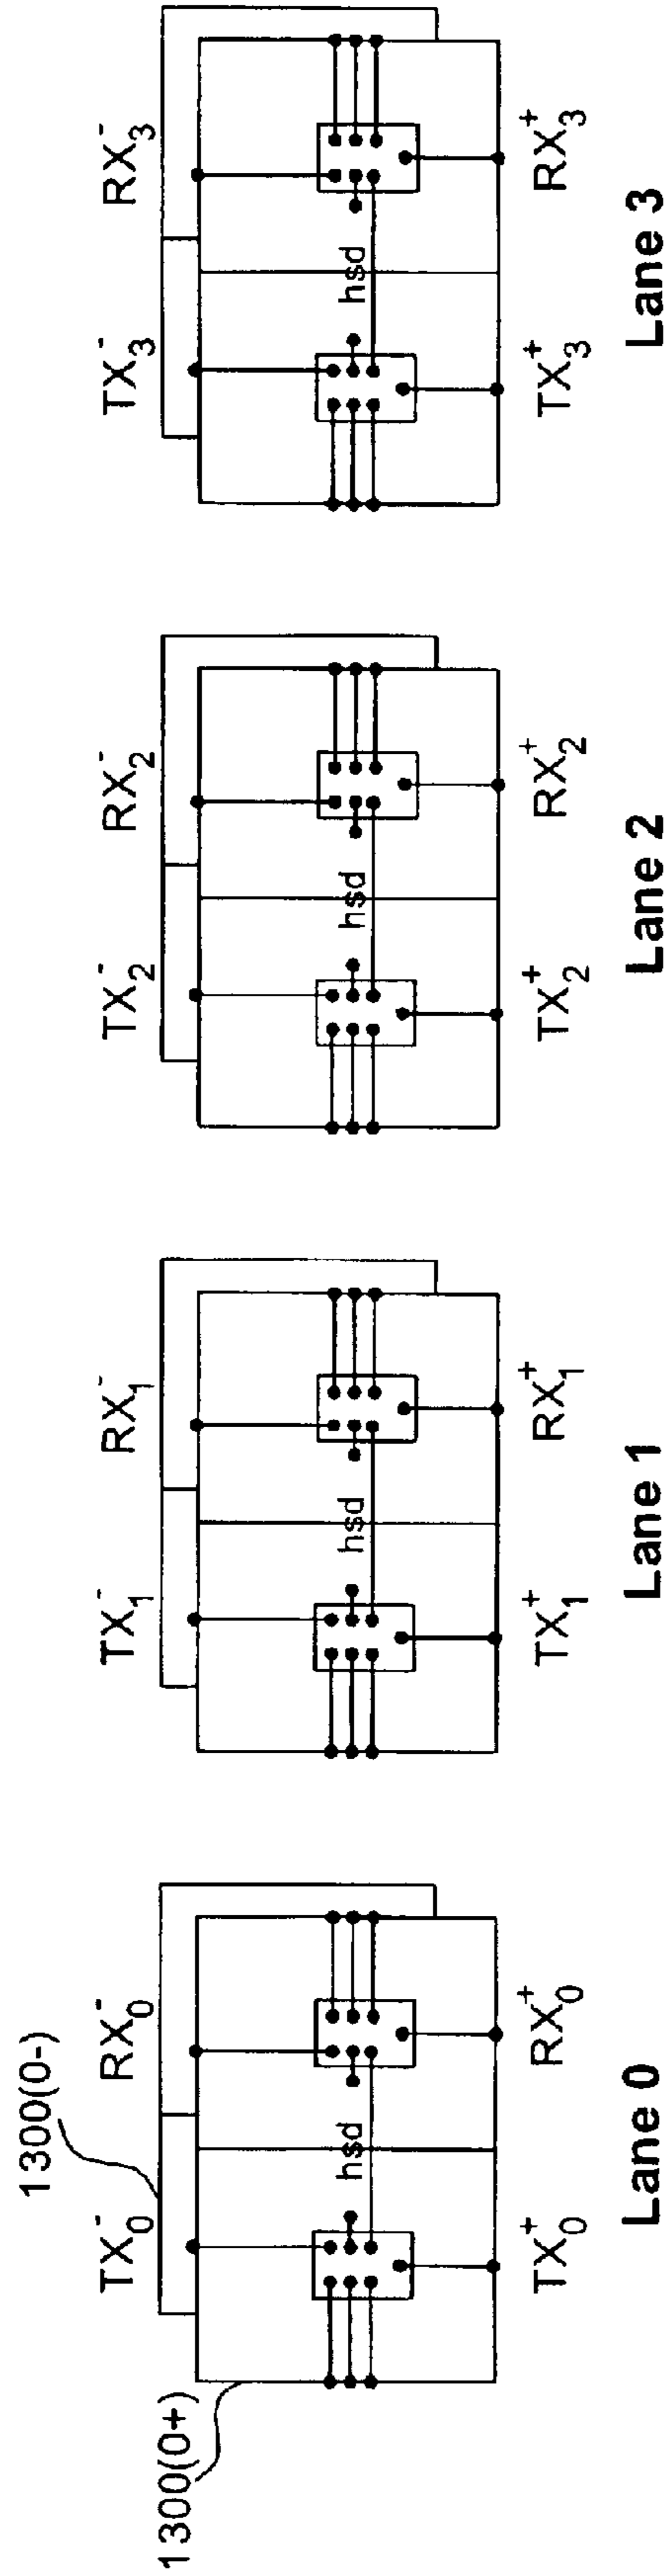 1300(0-)
1300(0+)
TX₀⁻ RX₀⁻ TX₁⁻ RX₁⁻ TX₂⁻ RX₂⁻ TX₃⁻ RX₃⁻
hsd hsd hsd hsd
TX₀⁺ RX₀⁺ TX₁⁺ RX₁⁺ TX₂⁺ RX₂⁺ TX₃⁺ RX₃⁺
Lane 0 Lane 1 Lane 2 Lane 3